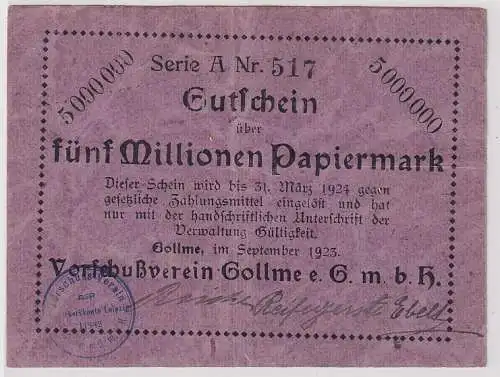 5000000
5000000
Serie A Nr. 517
Gutschein
über
fünf Millionen Papiermark
Dieser Schein wird bis 31. März 1924 gegen
gesetzliche Zahlungsmittel eingelöst und hat
nur mit der handschriftlichen Unterschrift der
Verwaltung Gültigkeit.
Gollme, im September 1923.
Vorschußverein Gollme e. G. m. b. H.
Ebelt